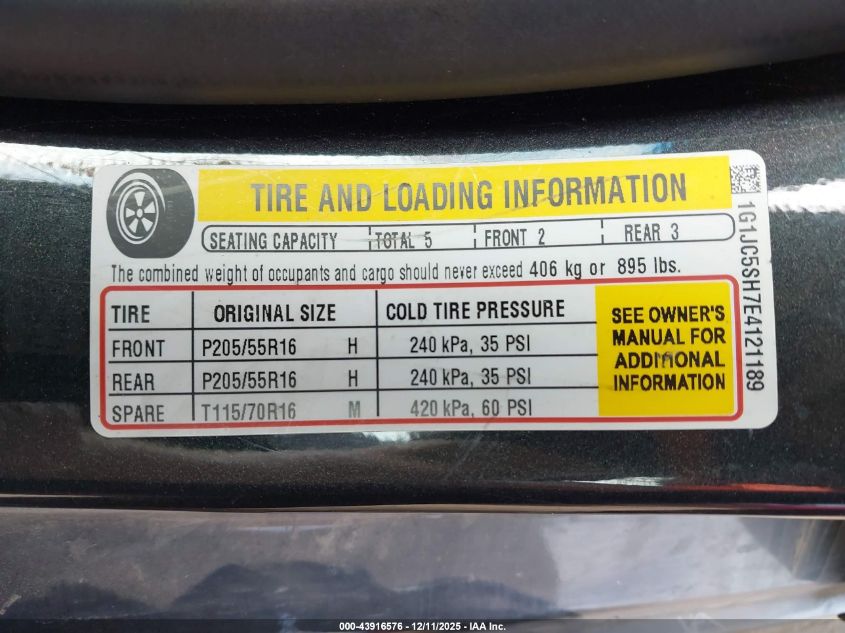 TIRE AND LOADING INFORMATION
SEATING CAPACITY TOTAL 5 FRONT 2 REAR 3
The combined weight of occupants and cargo should never exceed 406 kg or 895 lbs.
TIRE ORIGINAL SIZE COLD TIRE PRESSURE
FRONT P205/55R16 H 240 kPa, 35 PSI
REAR P205/55R16 H 240 kPa, 35 PSI
SPARE T115/70R16 M 420 kPa, 60 PSI
SEE OWNER'S
MANUAL FOR
ADDITIONAL
INFORMATION
1G1JC5SH7E4121189
000-43916576 - 12/11/2025 - IAA Inc.